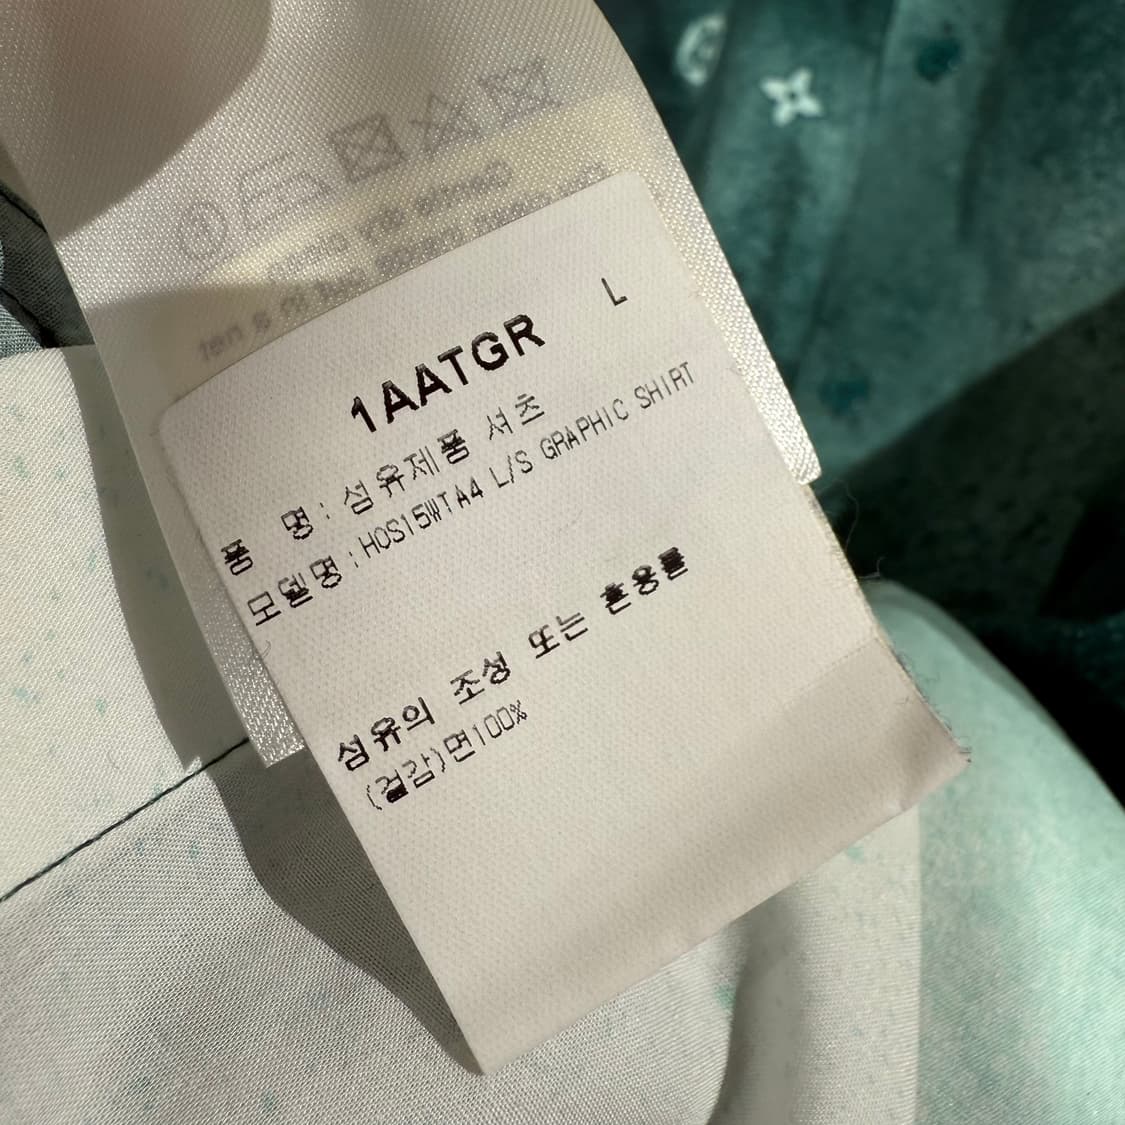 1AATGR L
품 명 : 섬유제품 셔츠
모델명 : HOS15WTA4 L/S GRAPHIC SHIRT
섬유의 조성 또는 혼용률
(겉감)면100%